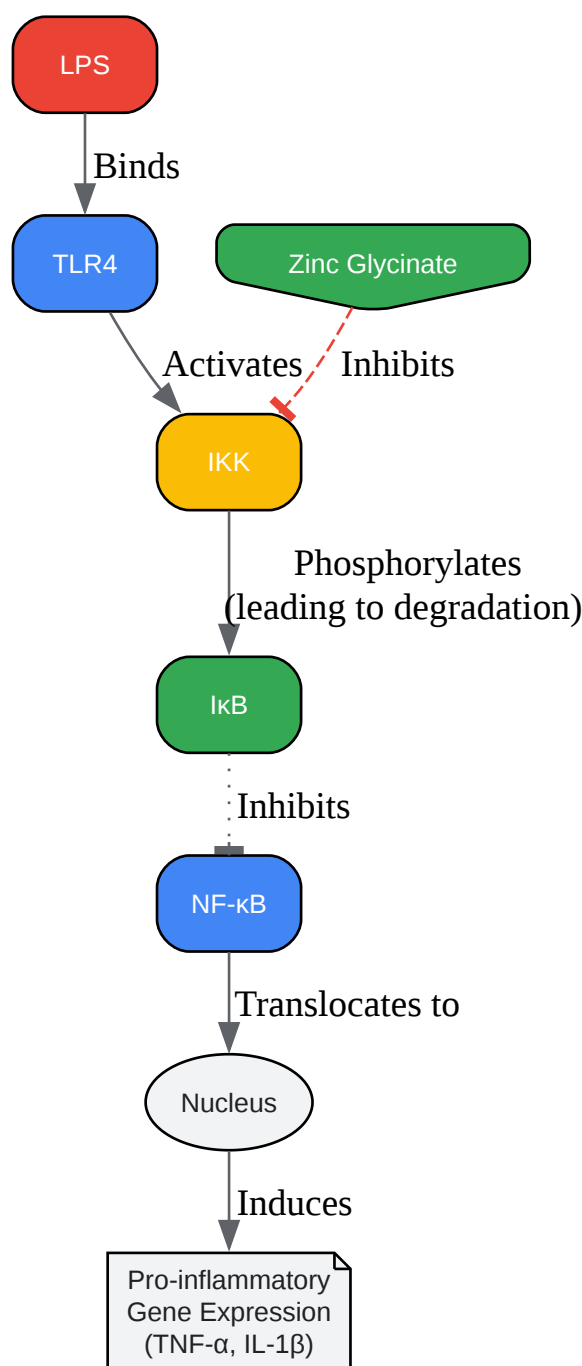 LPS
Binds
TLR4
Zinc Glycinate
Activates
Inhibits
IKK
Phosphorylates
(leading to degradation)
IκB
Inhibits
NF-κB
Translocates to
Nucleus
Induces
Pro-inflammatory
Gene Expression
(TNF-α, IL-1β)